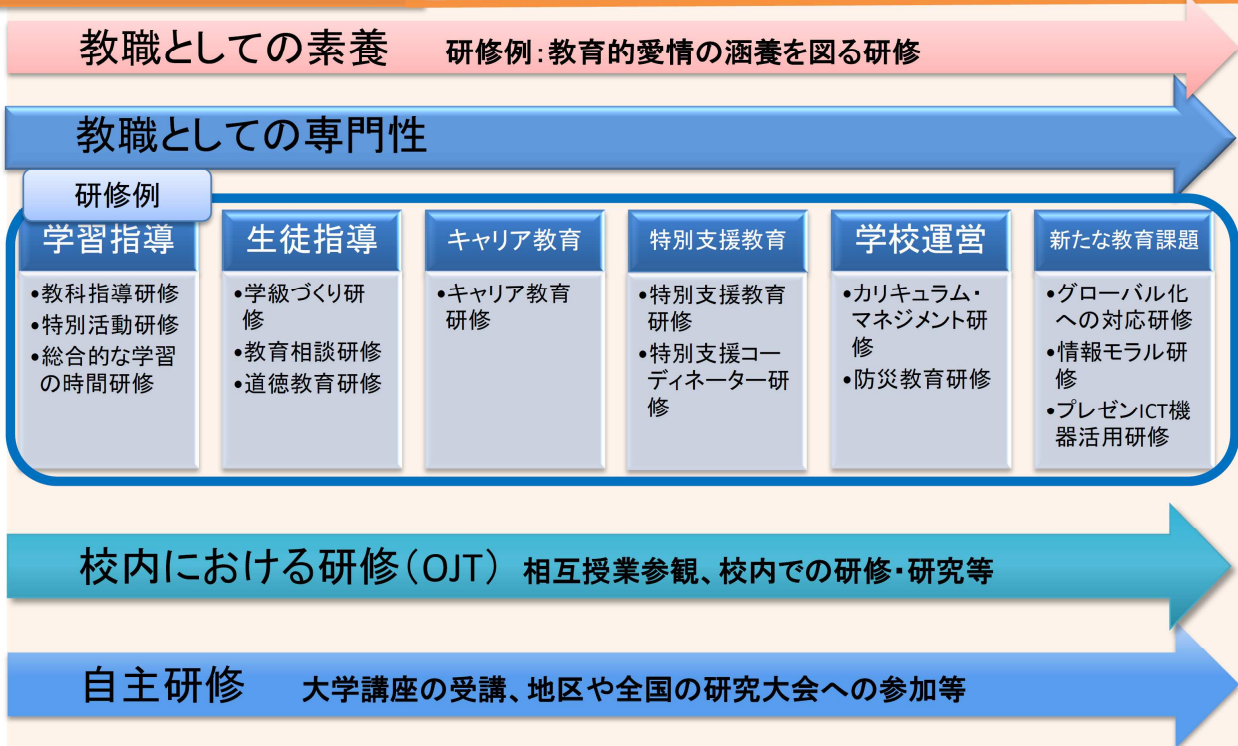 教職としての素養 研修例:教育的愛情の涵養を図る研修
教職としての専門性
研修例
学習指導
•教科指導研修
•特別活動研修
•総合的な学習
の時間研修
生徒指導
•学級づくり研
修
•教育相談研修
•道徳教育研修
キャリア教育
•キャリア教育
研修
特別支援教育
•特別支援教育
研修
•特別支援コー
ディネーター研
修
学校運営
•カリキュラム・
マネジメント研
修
•防災教育研修
新たな教育課題
•グローバル化
への対応研修
•情報モラル研
修
•プレゼンICT機
器活用研修
校内における研修(OJT) 相互授業参観、校内での研修・研究等
自主研修 大学講座の受講、地区や全国の研究大会への参加等